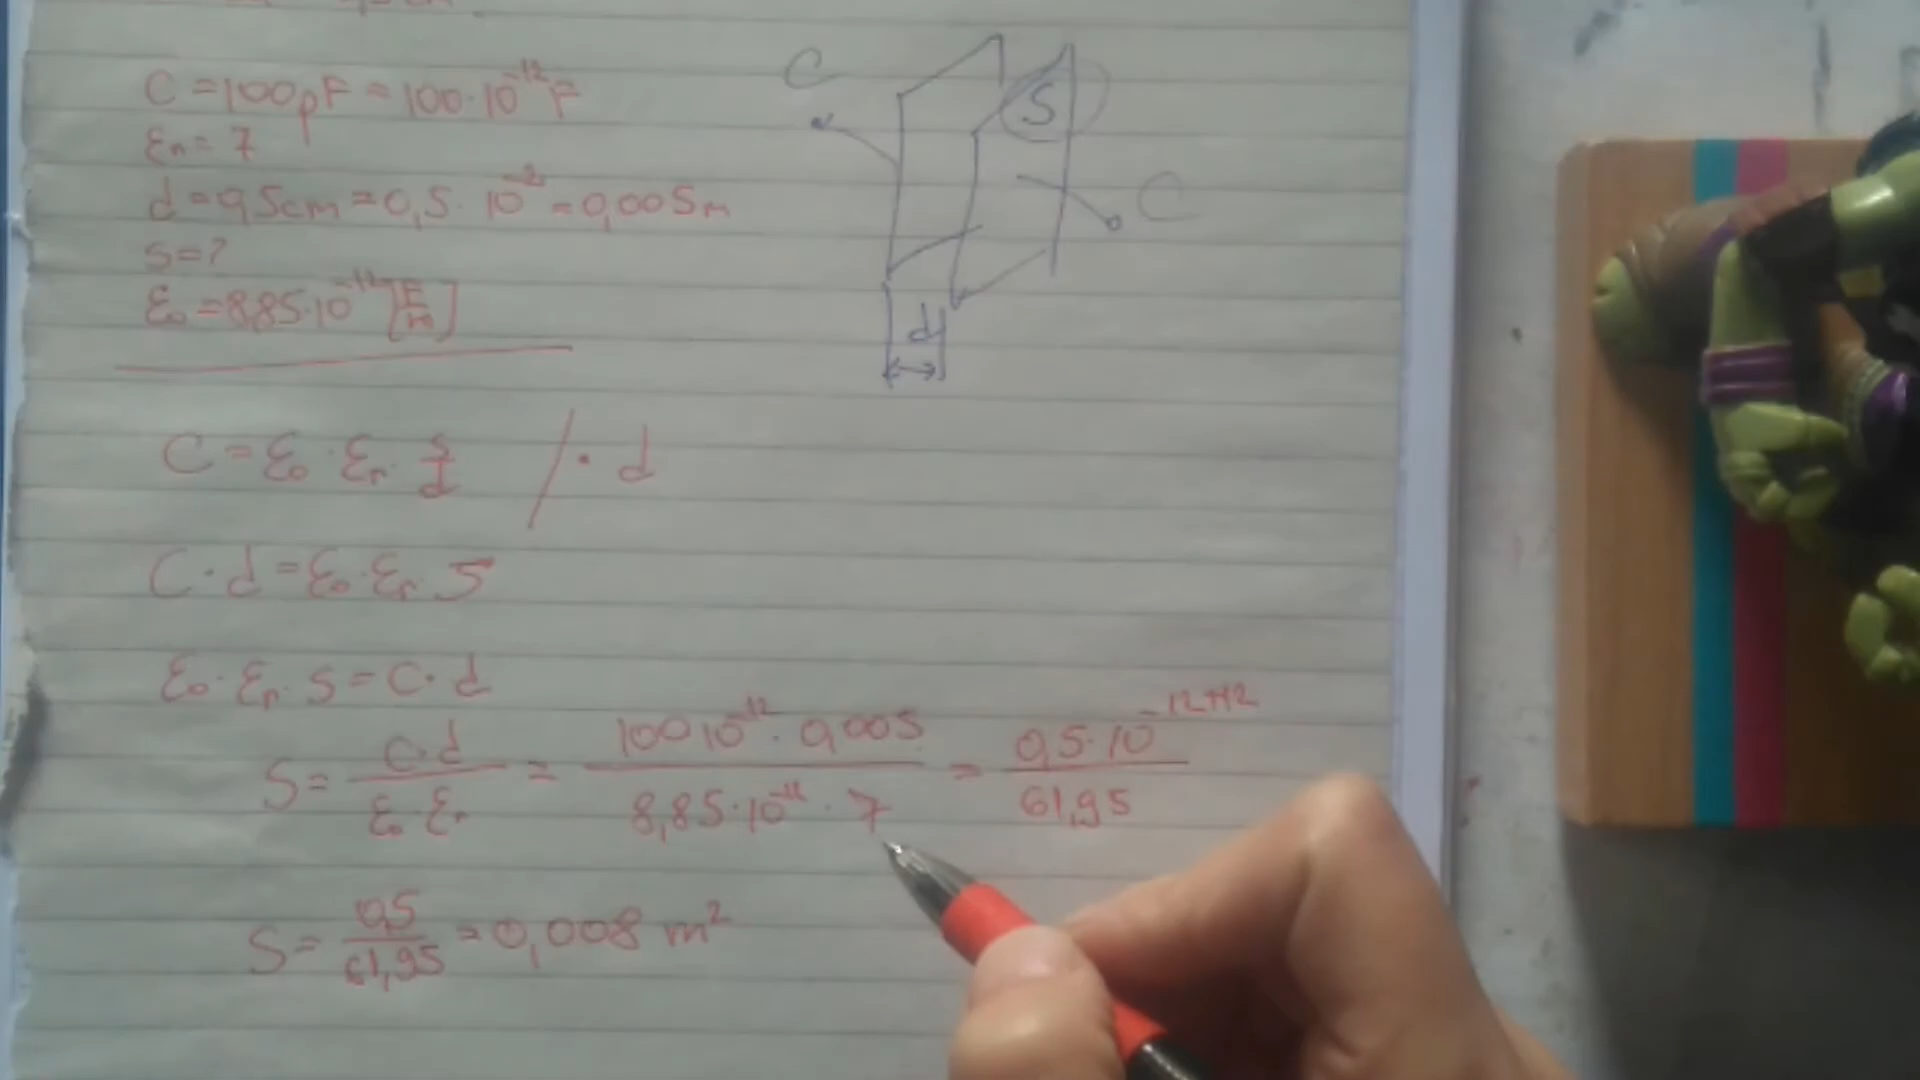 C = 100pF = 100·10⁻¹²F
εr = 7
d = 0,5cm = 0,5·10⁻² = 0,005m
S = ?
ε₀ = 8,85·10⁻¹² [F/m]
C
S
C
d
C = ε₀·εr·S/d / · d
C·d = ε₀·εr·S
ε₀·εr·S = C·d
S = C·d / ε₀·εr = 100 10⁻¹²·0,005 / 8,85·10⁻¹²·7 = 0,5·10⁻¹²⁺¹² / 61,95
S = 0,5 / 61,95 = 0,008 m²